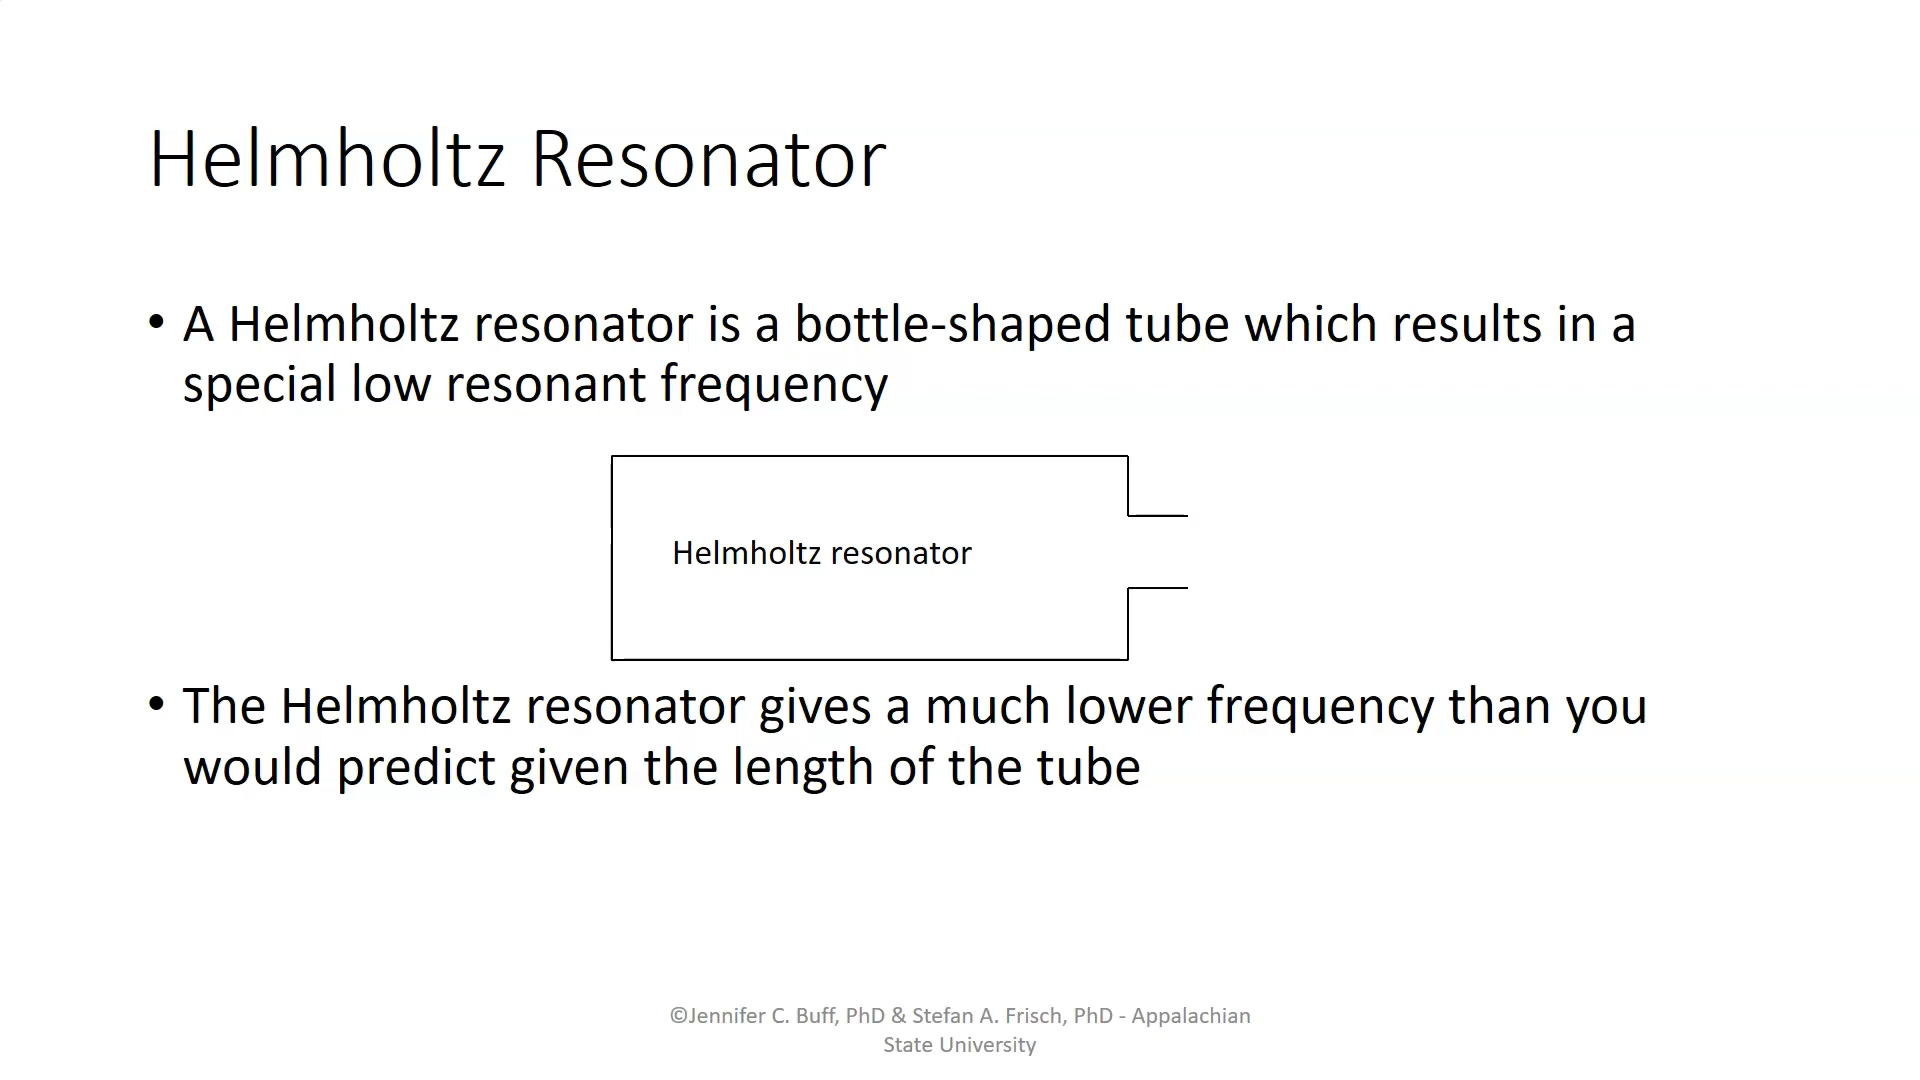 Helmholtz Resonator
• A Helmholtz resonator is a bottle-shaped tube which results in a
special low resonant frequency
Helmholtz resonator
• The Helmholtz resonator gives a much lower frequency than you
would predict given the length of the tube
©Jennifer C. Buff, PhD & Stefan A. Frisch, PhD - Appalachian
State University